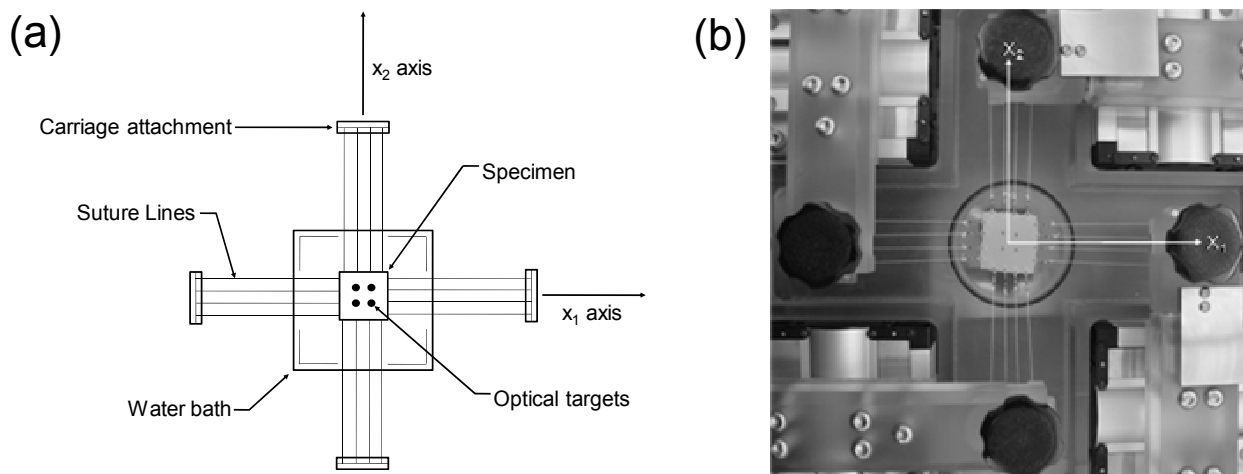 (a)
x2 axis
Carriage attachment
Specimen
Suture Lines
x1 axis
Water bath
Optical targets
(b)
X2
X1